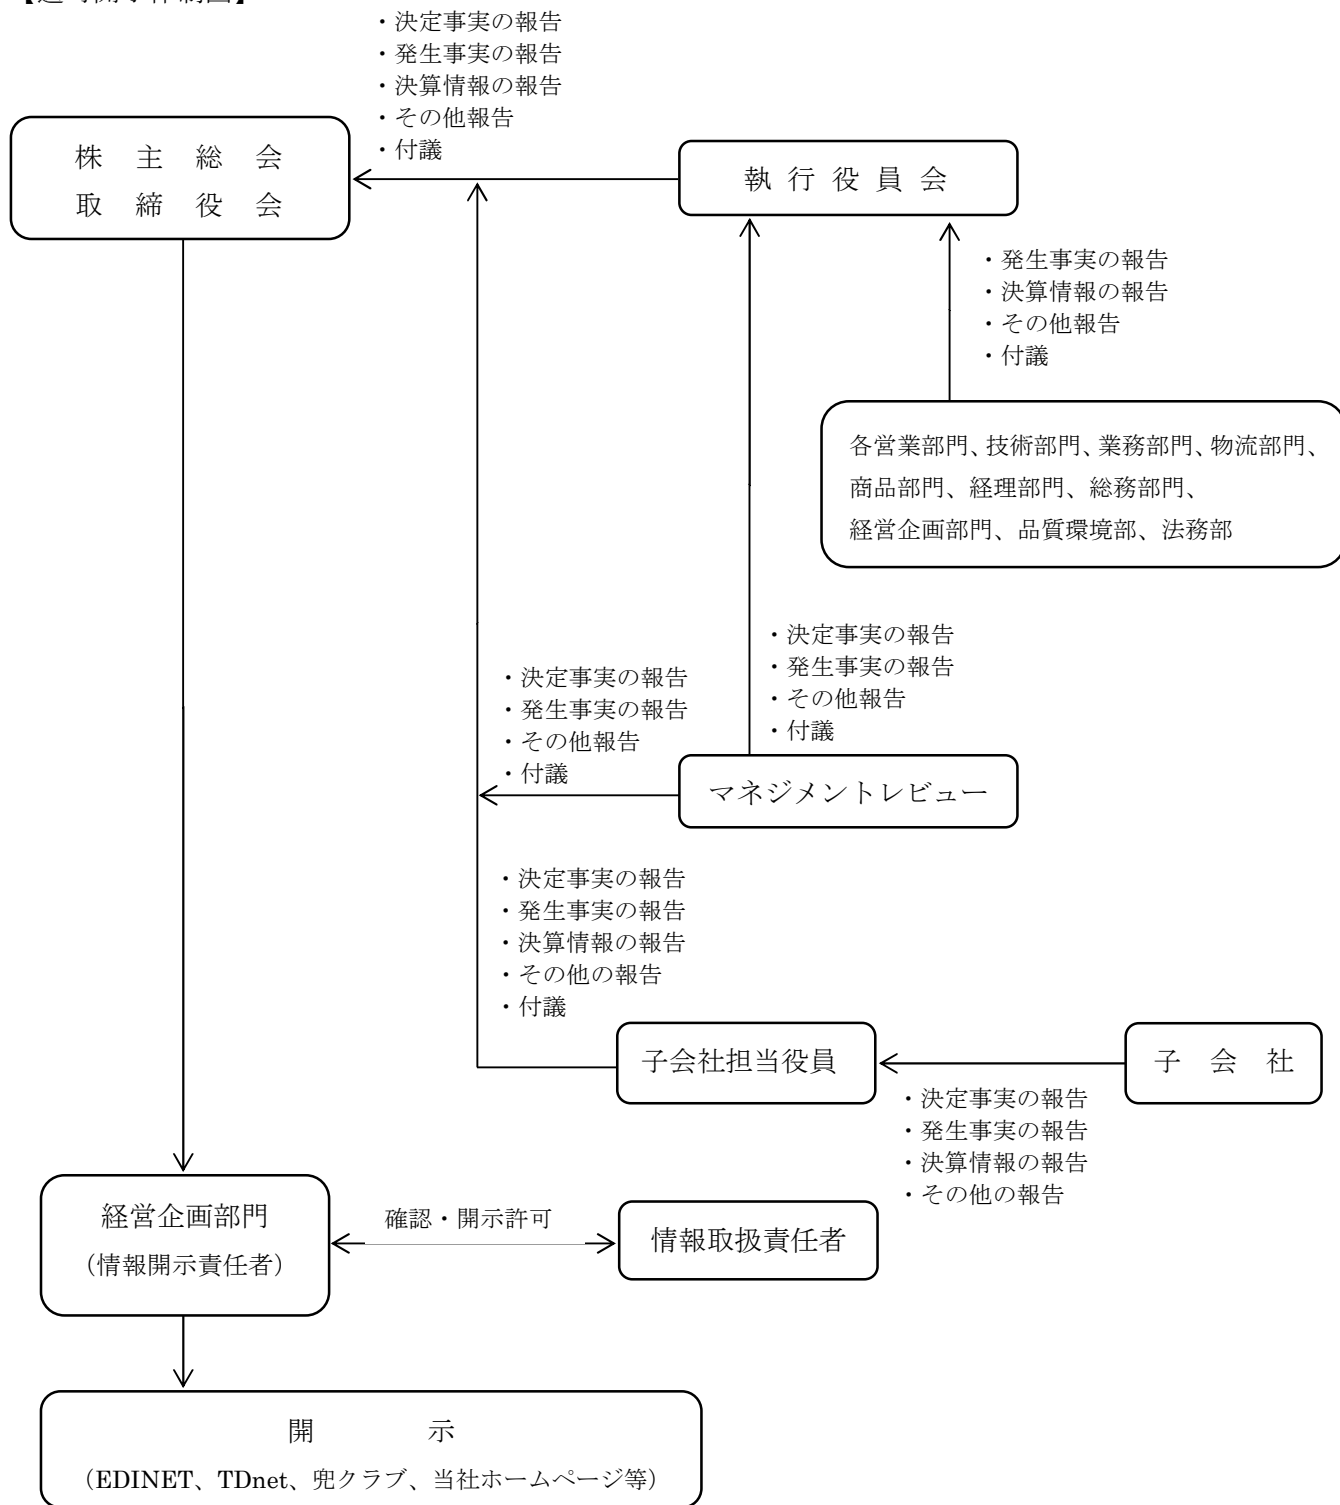 ・決定事実の報告
・発生事実の報告
・決算情報の報告
・その他報告
・付議
株主総会
取締役会
執行役員会
・発生事実の報告
・決算情報の報告
・その他報告
・付議
各営業部門、技術部門、業務部門、物流部門、
商品部門、経理部門、総務部門、
経営企画部門、品質環境部、法務部
・決定事実の報告
・発生事実の報告
・その他報告
・付議
・決定事実の報告
・発生事実の報告
・その他報告
・付議
マネジメントレビュー
・決定事実の報告
・発生事実の報告
・決算情報の報告
・その他の報告
・付議
子会社担当役員
子会社
・決定事実の報告
・発生事実の報告
・決算情報の報告
・その他の報告
経営企画部門
（情報開示責任者）
確認・開示許可
情報取扱責任者
開示
（EDINET、TDnet、兜クラブ、当社ホームページ等）